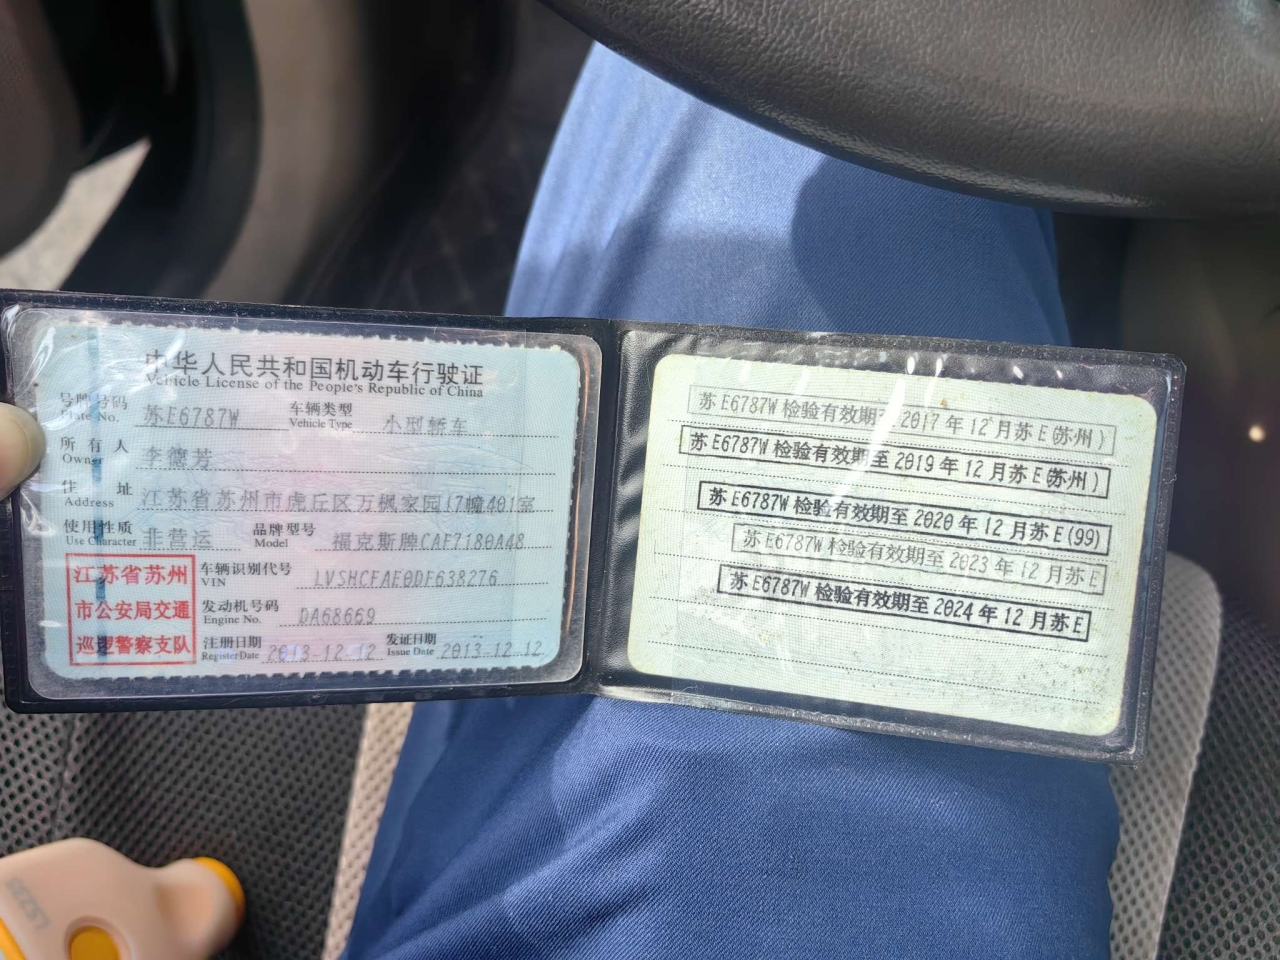 中华人民共和国机动车行驶证
Vehicle License of the People's Republic of China
号牌号码 苏E6787W 车辆类型 小型轿车
Plate No. Vehicle Type
所有人 李德芳
Owner
住址 江苏省苏州市虎丘区万枫家园17幢401室
Address
使用性质 非营运 品牌型号 福克斯牌CAF7180A48
Use Character Model
江苏省苏州
市公安局交通
巡逻警察支队
车辆识别代号 LVSHCFAE0DF638276
VIN
发动机号码 DA68669
Engine No.
注册日期 2013-12-12 发证日期 2013-12-12
Register Date Issue Date
苏E6787W 检验有效期至 2017年12月苏E(苏州)
苏E6787W 检验有效期至 2019年12月苏E(苏州)
苏E6787W 检验有效期至 2020年12月苏E(99)
苏E6787W 检验有效期至 2023年12月苏E
苏E6787W 检验有效期至 2024年12月苏E